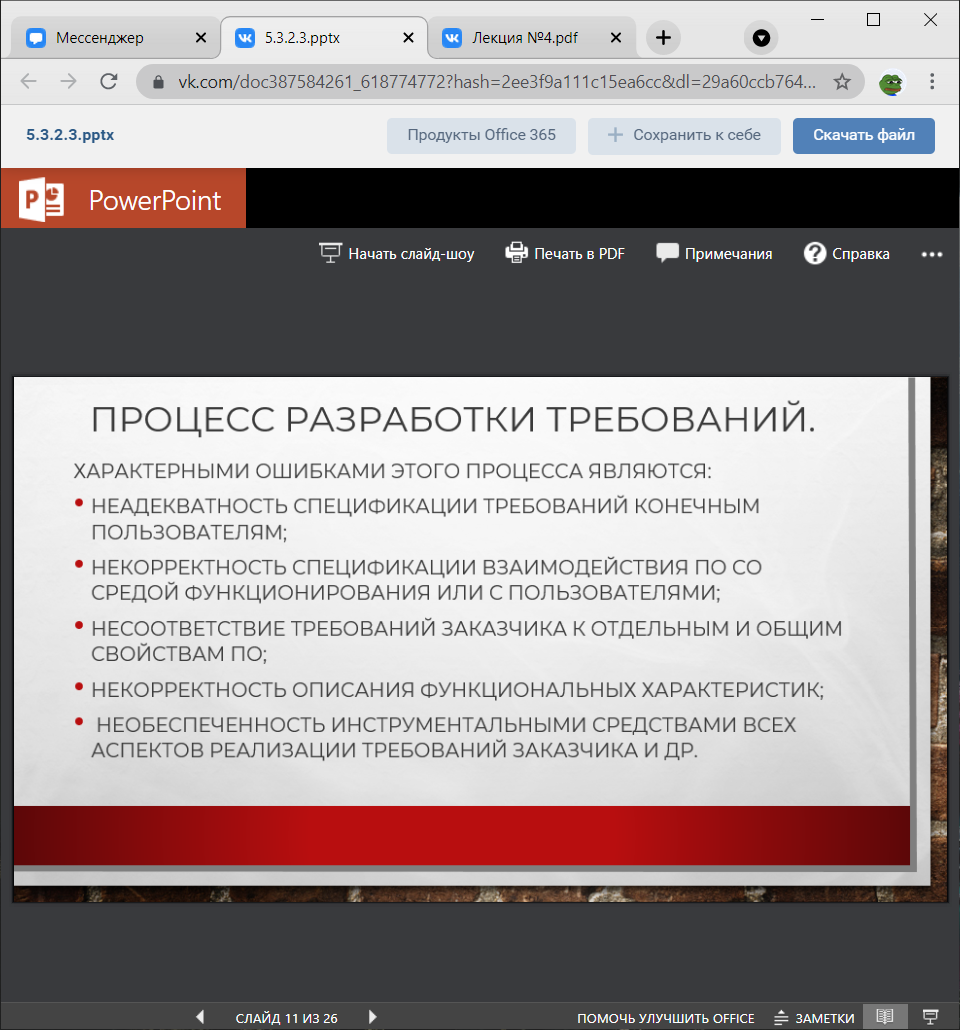 Мессенджер
5.3.2.3.pptx
Лекция №4.pdf
vk.com/doc387584261_618774772?hash=2ee3f9a111c15ea6cc&dl=29a60ccb764...
5.3.2.3.pptx
Продукты Office 365
+ Сохранить к себе
Скачать файл
P
PowerPoint
Начать слайд-шоу
Печать в PDF
Примечания
? Справка
•••
ПРОЦЕСС РАЗРАБОТКИ ТРЕБОВАНИЙ.
ХАРАКТЕРНЫМИ ОШИБКАМИ ЭТОГО ПРОЦЕССА ЯВЛЯЮТСЯ:
• НЕАДЕКВАТНОСТЬ СПЕЦИФИКАЦИИ ТРЕБОВАНИЙ КОНЕЧНЫМ
ПОЛЬЗОВАТЕЛЯМ;
• НЕКОРРЕКТНОСТЬ СПЕЦИФИКАЦИИ ВЗАИМОДЕЙСТВИЯ ПО СО
СРЕДОЙ ФУНКЦИОНИРОВАНИЯ ИЛИ С ПОЛЬЗОВАТЕЛЯМИ;
• НЕСООТВЕТСТВИЕ ТРЕБОВАНИЙ ЗАКАЗЧИКА К ОТДЕЛЬНЫМ И ОБЩИМ
СВОЙСТВАМ ПО;
• НЕКОРРЕКТНОСТЬ ОПИСАНИЯ ФУНКЦИОНАЛЬНЫХ ХАРАКТЕРИСТИК;
• НЕОБЕСПЕЧЕННОСТЬ ИНСТРУМЕНТАЛЬНЫМИ СРЕДСТВАМИ ВСЕХ
АСПЕКТОВ РЕАЛИЗАЦИИ ТРЕБОВАНИЙ ЗАКАЗЧИКА И ДР.
СЛАЙД 11 ИЗ 26
ПОМОЧЬ УЛУЧШИТЬ OFFICE
ЗАМЕТКИ